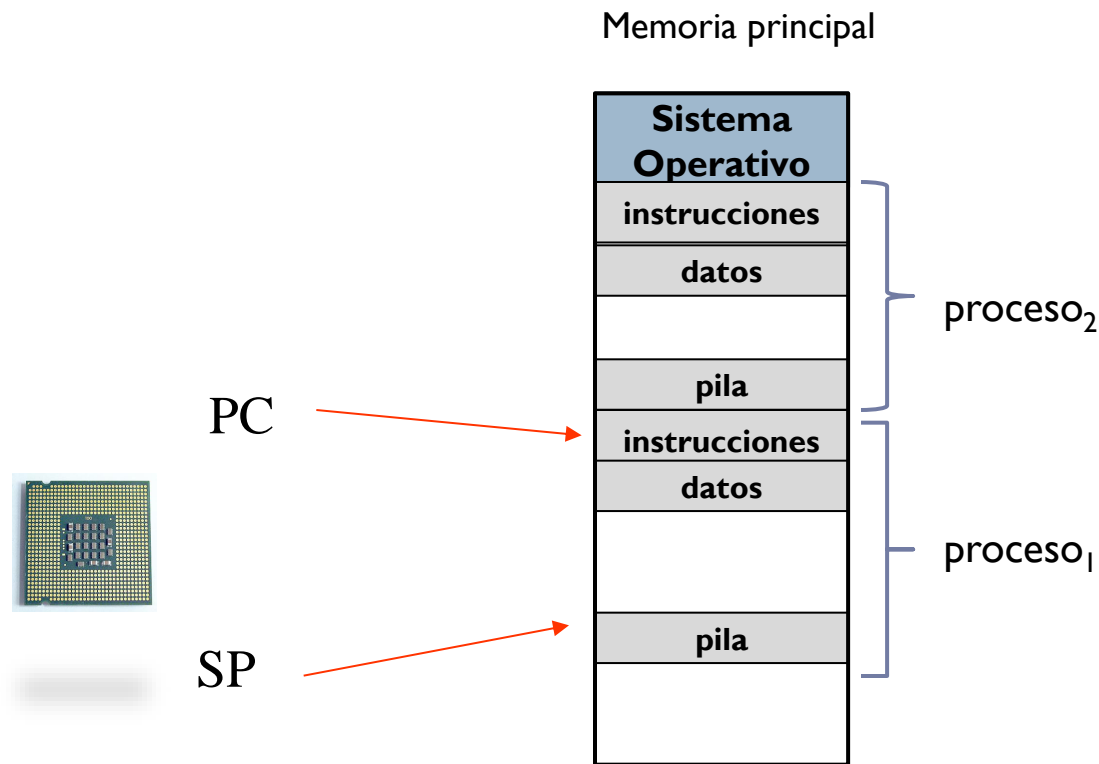 Memoria principal
Sistema
Operativo
instrucciones
datos
proceso₂
pila
PC
instrucciones
datos
proceso₁
pila
SP